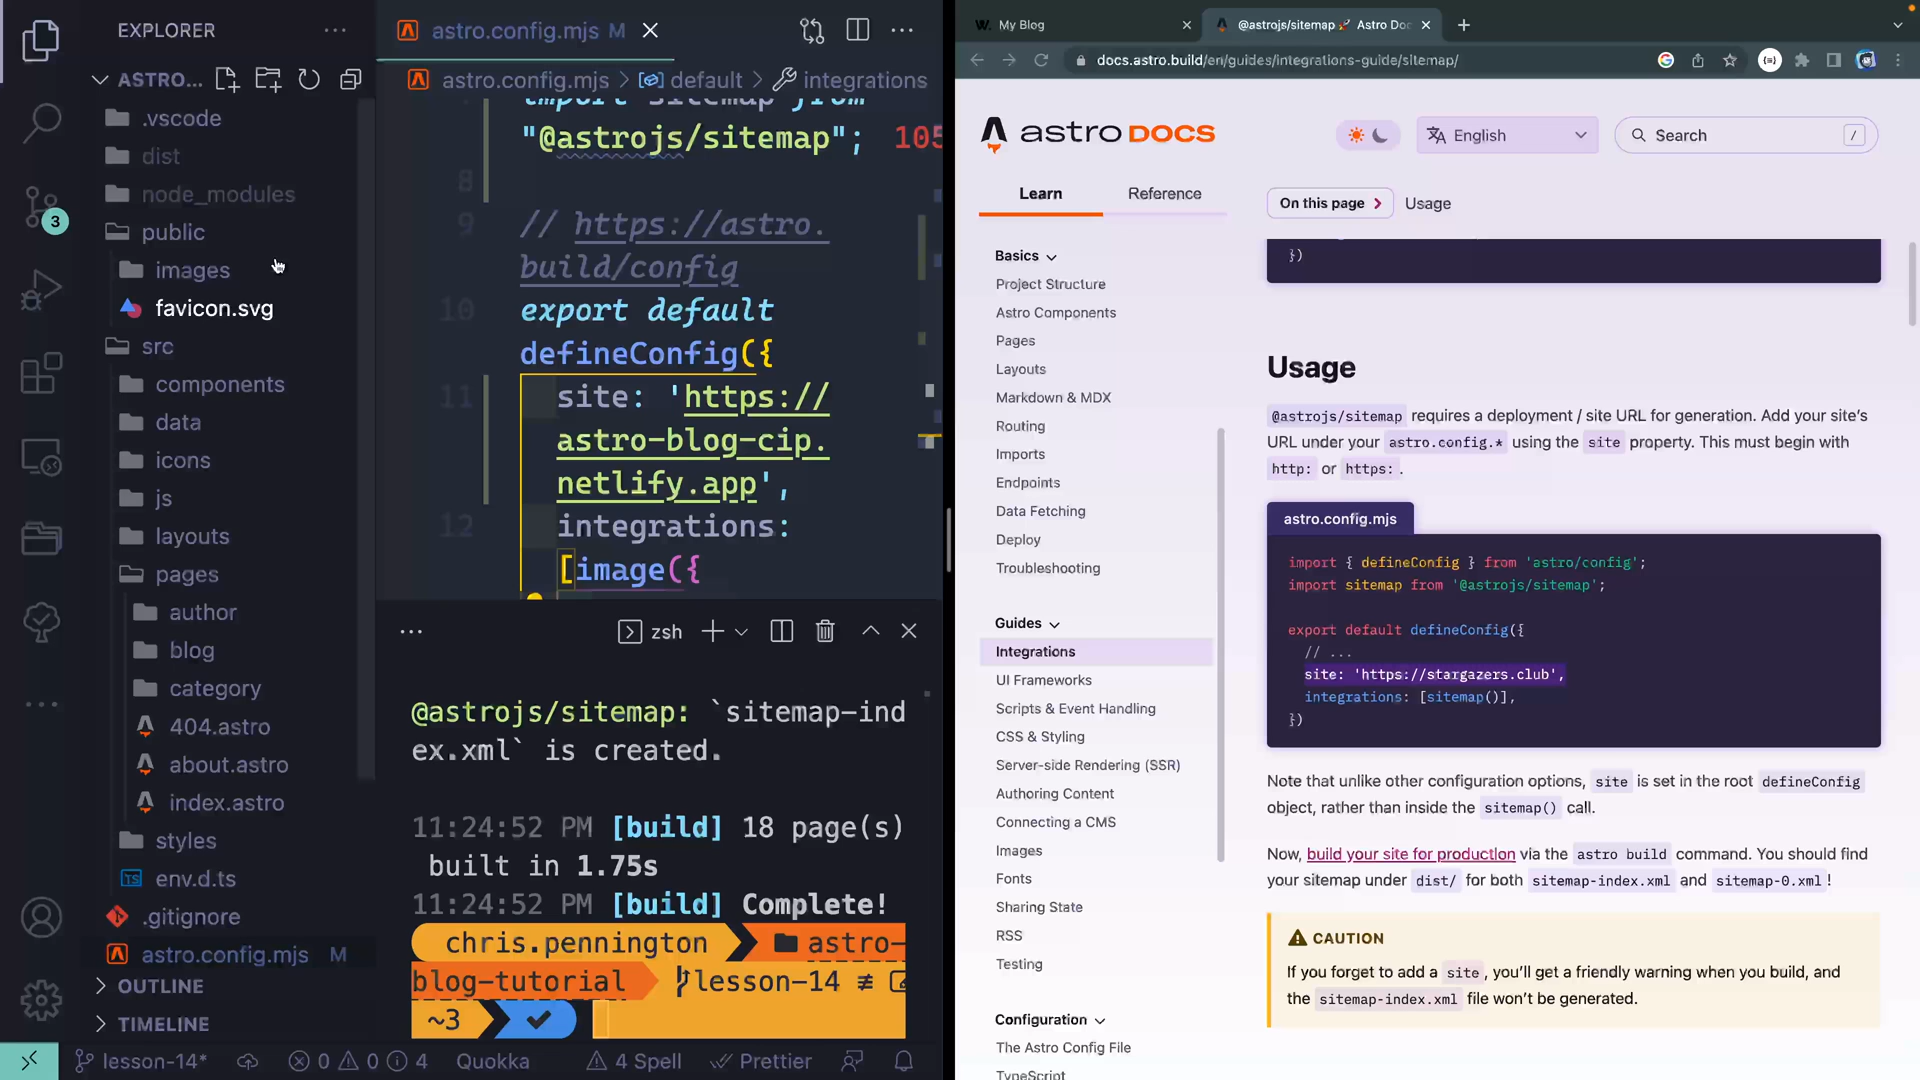 EXPLORER
ASTRO...
.vscode
dist
node_modules
public
images
favicon.svg
src
components
data
icons
js
layouts
pages
author
blog
category
404.astro
about.astro
index.astro
styles
TS env.d.ts
.gitignore
astro.config.mjs M
OUTLINE
TIMELINE
3
astro.config.mjs M
astro.config.mjs > default > integrations
import sitemap from
"@astrojs/sitemap"; 105
8
9 // https://astro.
build/config
10 export default
defineConfig({
11 site: 'https://
astro-blog-cip.
netlify.app',
12 integrations:
[image({
zsh
@astrojs/sitemap: `sitemap-ind
ex.xml` is created.
11:24:52 PM [build] 18 page(s)
built in 1.75s
11:24:52 PM [build] Complete!
chris.pennington astro-
blog-tutorial lesson-14 ≢
~3
lesson-14* 0 0 4 Quokka 4 Spell Prettier
My Blog
@astrojs/sitemap 🚀 Astro Doc
docs.astro.build/en/guides/integrations-guide/sitemap/
astro DOCS
English
Search /
Learn Reference
On this page > Usage
Basics
Project Structure
Astro Components
Pages
Layouts
Markdown & MDX
Routing
Imports
Endpoints
Data Fetching
Deploy
Troubleshooting
Guides
Integrations
UI Frameworks
Scripts & Event Handling
CSS & Styling
Server-side Rendering (SSR)
Authoring Content
Connecting a CMS
Images
Fonts
Sharing State
RSS
Testing
Configuration
The Astro Config File
TypeScript
})
Usage
@astrojs/sitemap requires a deployment / site URL for generation. Add your site's
URL under your astro.config.* using the site property. This must begin with
http: or https: .
astro.config.mjs
import { defineConfig } from 'astro/config';
import sitemap from '@astrojs/sitemap';
export default defineConfig({
// ...
site: 'https://stargazers.club',
integrations: [sitemap()],
})
Note that unlike other configuration options, site is set in the root defineConfig
object, rather than inside the sitemap() call.
Now, build your site for production via the astro build command. You should find
your sitemap under dist/ for both sitemap-index.xml and sitemap-0.xml !
CAUTION
If you forget to add a site , you'll get a friendly warning when you build, and
the sitemap-index.xml file won't be generated.